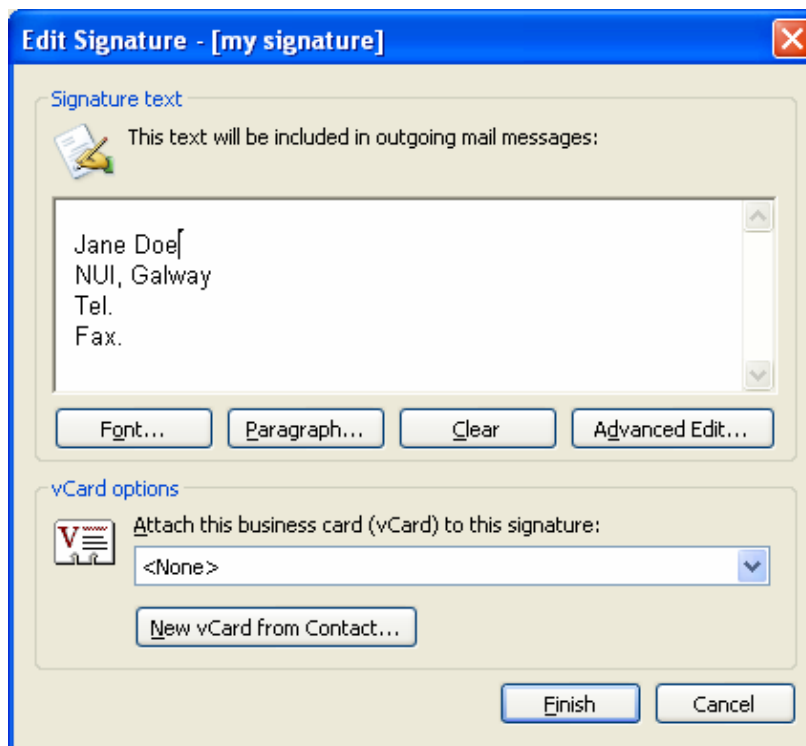 Edit Signature - [my signature]
Signature text
This text will be included in outgoing mail messages:
Jane Doe
NUI, Galway
Tel.
Fax.
Font... Paragraph... Clear Advanced Edit...
vCard options
V
Attach this business card (vCard) to this signature:
<None>
New vCard from Contact...
Finish Cancel